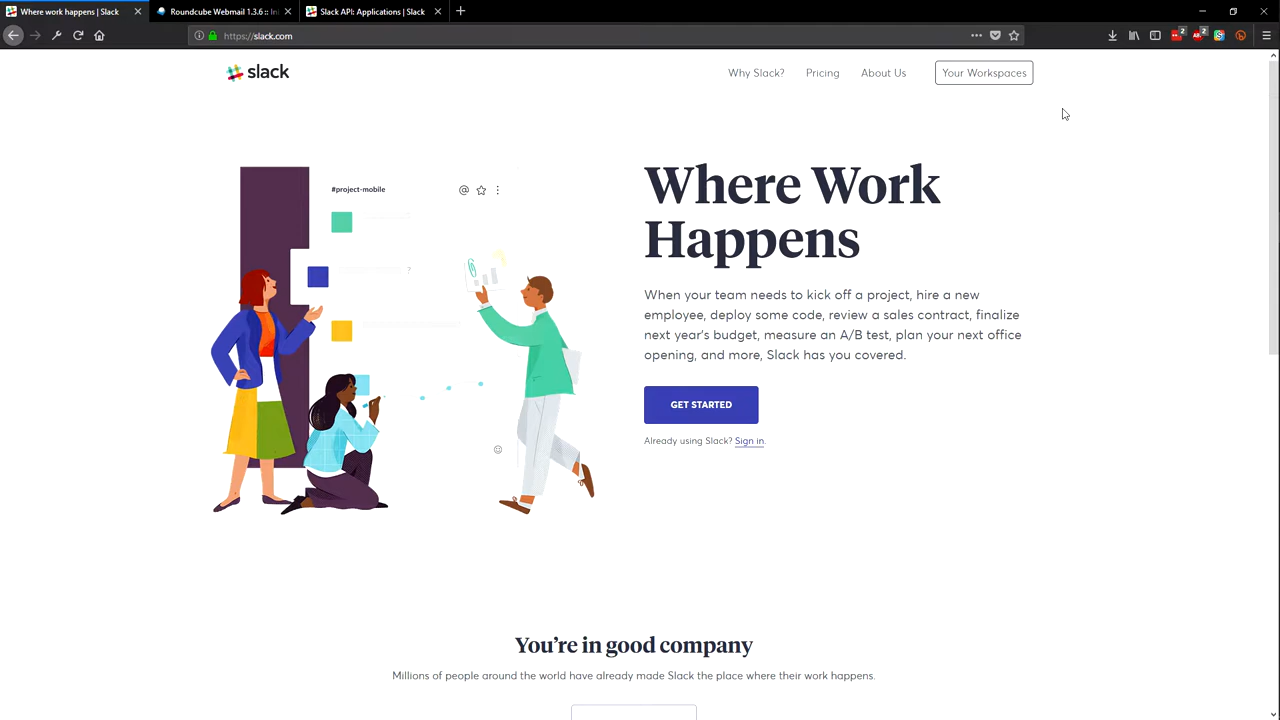 Where work happens | Slack
Roundcube Webmail 1.3.6 ::
Slack API: Applications | Slack
https://slack.com
2
2
slack
Why Slack?
Pricing
About Us
Your Workspaces
#project-mobile
Where Work
Happens
When your team needs to kick off a project, hire a new
employee, deploy some code, review a sales contract, finalize
next year's budget, measure an A/B test, plan your next office
opening, and more, Slack has you covered.
GET STARTED
Already using Slack? Sign in.
You're in good company
Millions of people around the world have already made Slack the place where their work happens.